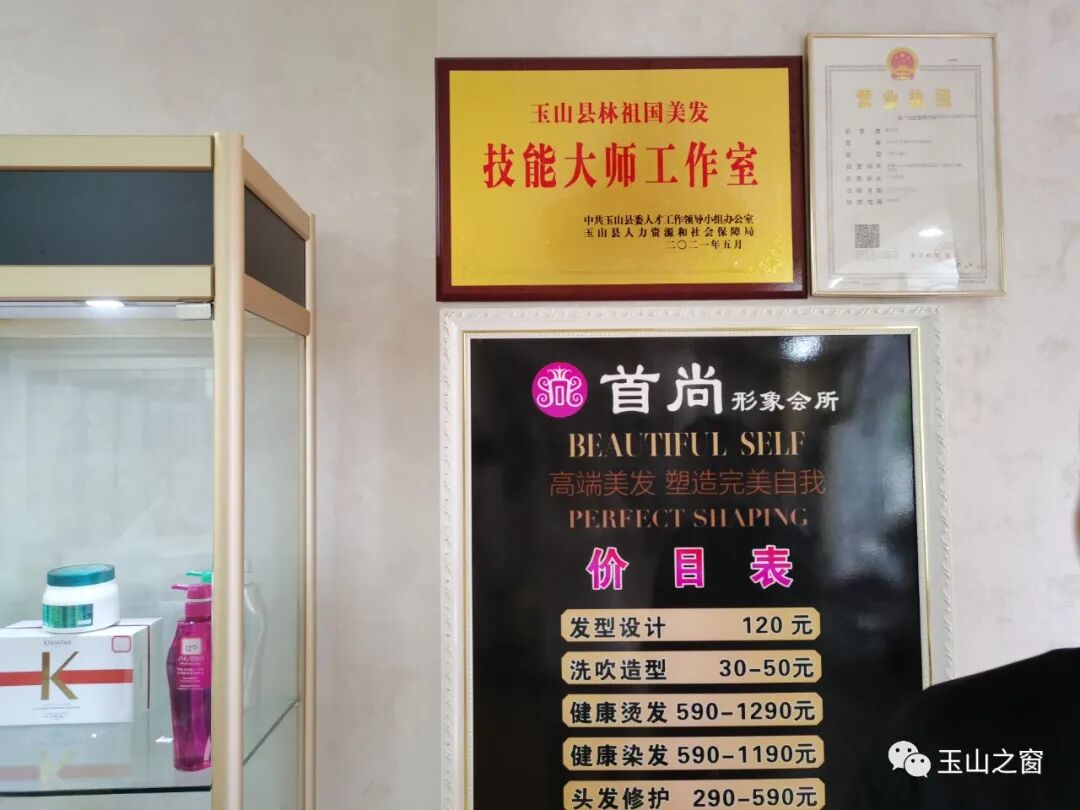 玉山县林祖国美发
技能大师工作室
中共玉山县委人才工作领导小组办公室
玉山县人力资源和社会保障局
二〇二一年五月
营业执照
首尚 形象会所
BEAUTIFUL SELF
高端美发 塑造完美自我
PERFECT SHAPING
价目表
发型设计 120元
洗吹造型 30-50元
健康烫发 590-1290元
健康染发 590-1190元
头发修护 290-590元
K
玉山之窗